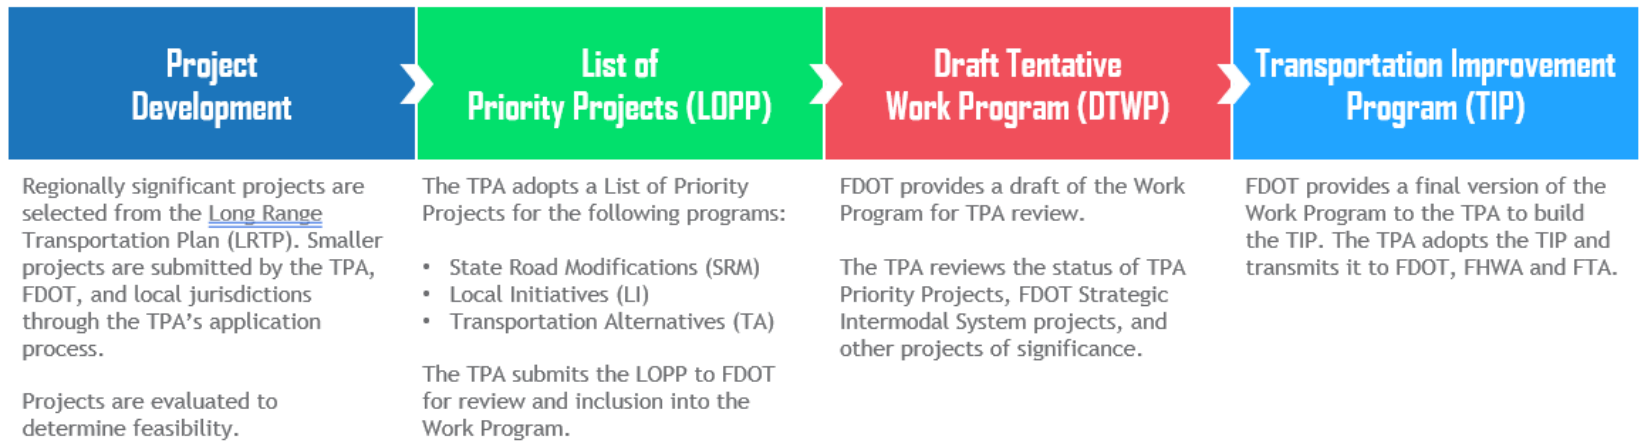 Project
Development
List of
Priority Projects (LOPP)
Draft Tentative
Work Program (DTWP)
Transportation Improvement
Program (TIP)
Regionally significant projects are
selected from the Long Range
Transportation Plan (LRTP). Smaller
projects are submitted by the TPA,
FDOT, and local jurisdictions
through the TPA’s application
process.
Projects are evaluated to
determine feasibility.
The TPA adopts a List of Priority
Projects for the following programs:
• State Road Modifications (SRM)
• Local Initiatives (LI)
• Transportation Alternatives (TA)
The TPA submits the LOPP to FDOT
for review and inclusion into the
Work Program.
FDOT provides a draft of the Work
Program for TPA review.
The TPA reviews the status of TPA
Priority Projects, FDOT Strategic
Intermodal System projects, and
other projects of significance.
FDOT provides a final version of the
Work Program to the TPA to build
the TIP. The TPA adopts the TIP and
transmits it to FDOT, FHWA and FTA.